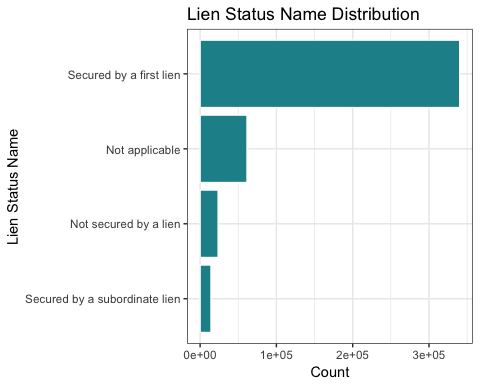 Lien Status Name Distribution
Lien Status Name
Secured by a first lien
Not applicable
Not secured by a lien
Secured by a subordinate lien
0e+00 1e+05 2e+05 3e+05
Count